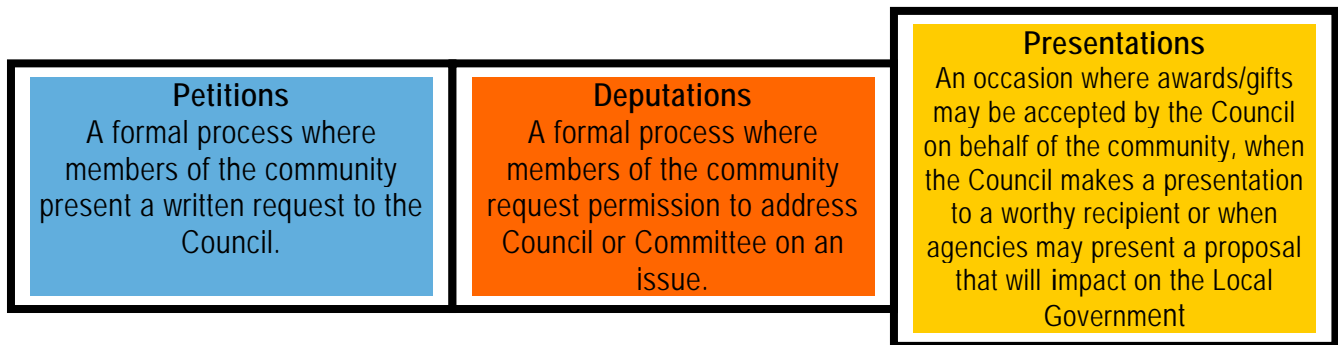 Petitions
A formal process where
members of the community
present a written request to the
Council.
Deputations
A formal process where
members of the community
request permission to address
Council or Committee on an
issue.
Presentations
An occasion where awards/gifts
may be accepted by the Council
on behalf of the community, when
the Council makes a presentation
to a worthy recipient or when
agencies may present a proposal
that will impact on the Local
Government